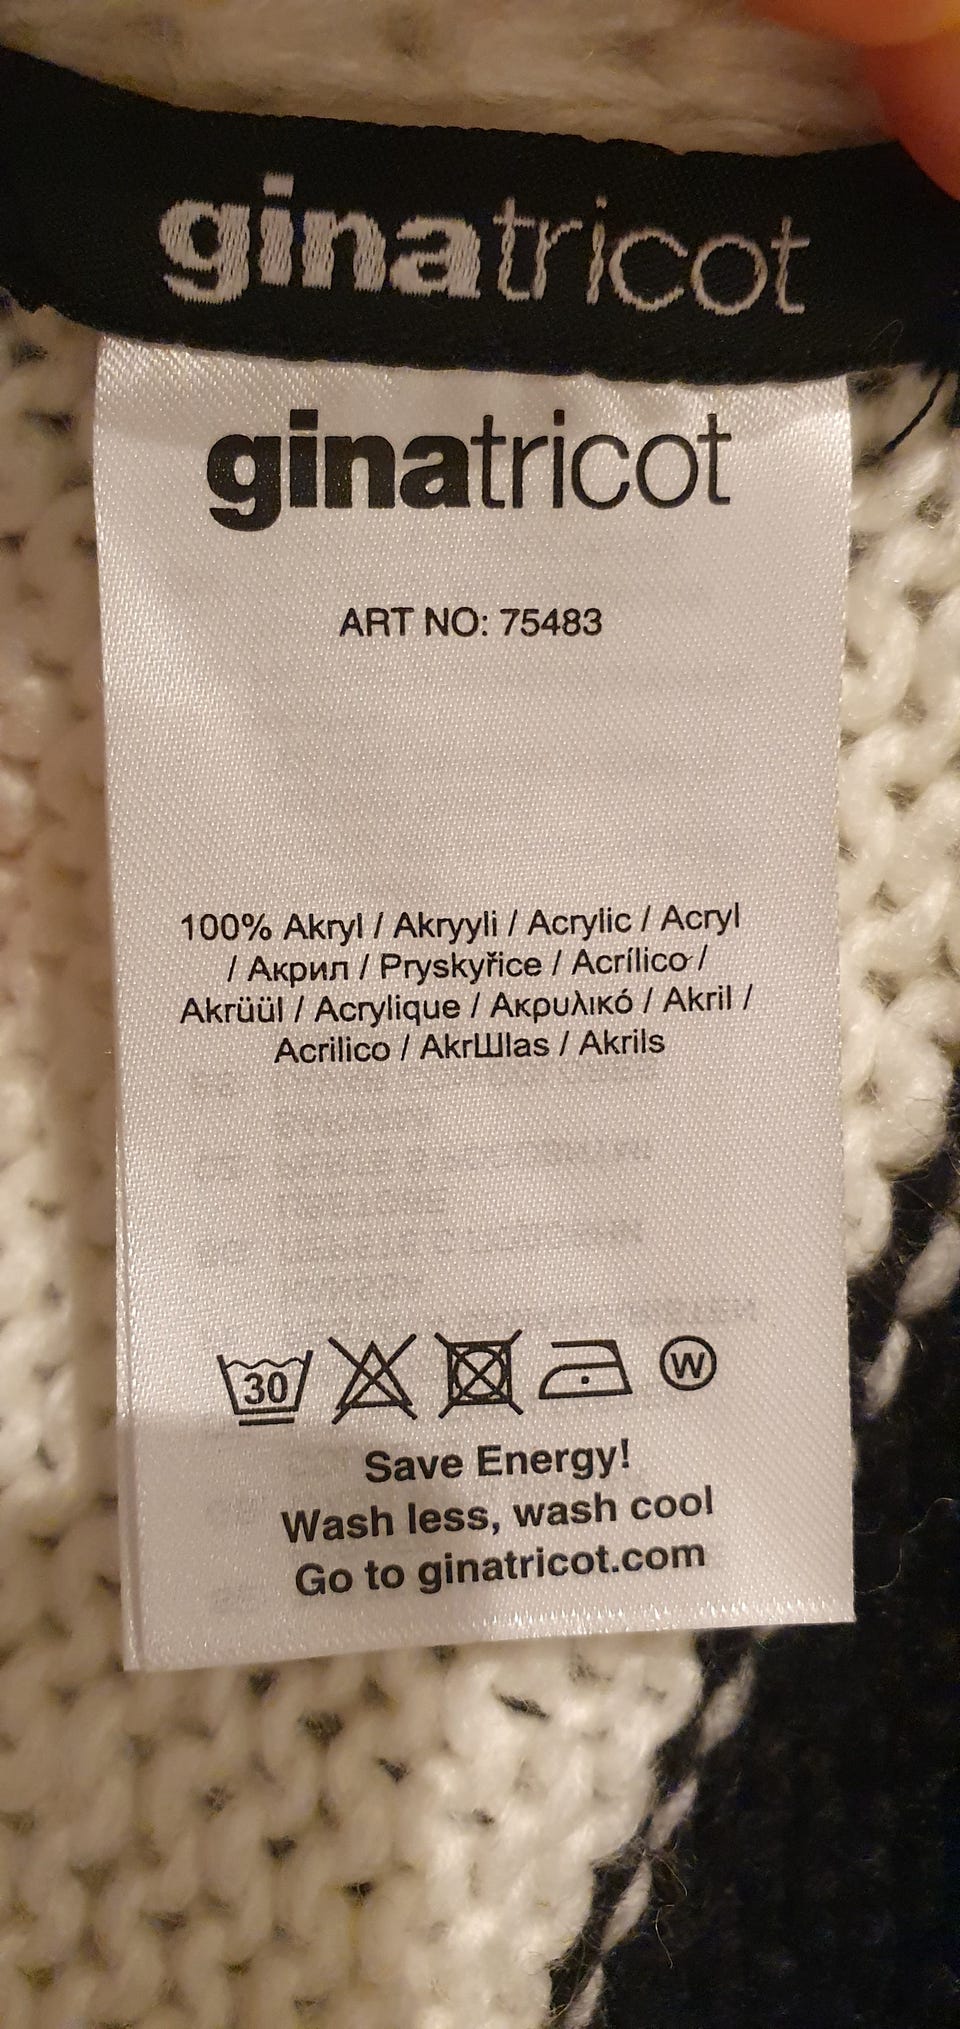 ginatricot
ginatricot
ART NO: 75483
100% Akryl / Akryyli / Acrylic / Acryl
/ Акрил / Pryskyřice / Acrílico /
Akrüül / Acrylique / Ακρυλικό / Akril /
Acrilico / AkrШlas / Akrils
30
W
Save Energy!
Wash less, wash cool
Go to ginatricot.com